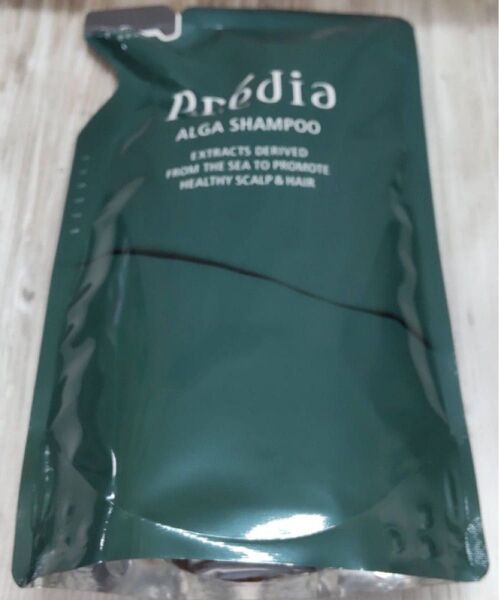 Prédia
ALGA SHAMPOO
EXTRACTS DERIVED
FROM THE SEA TO PROMOTE
HEALTHY SCALP & HAIR